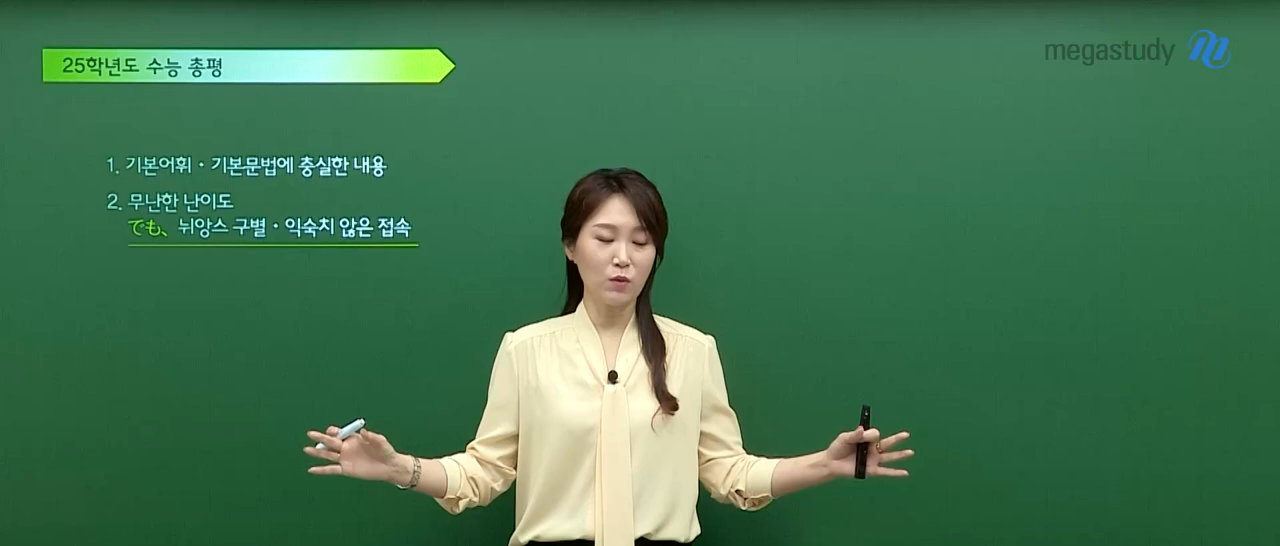 25학년도 수능 총평
megastudy
1. 기본어휘・기본문법에 충실한 내용
2. 무난한 난이도
でも、뉘앙스 구별・익숙치 않은 접속